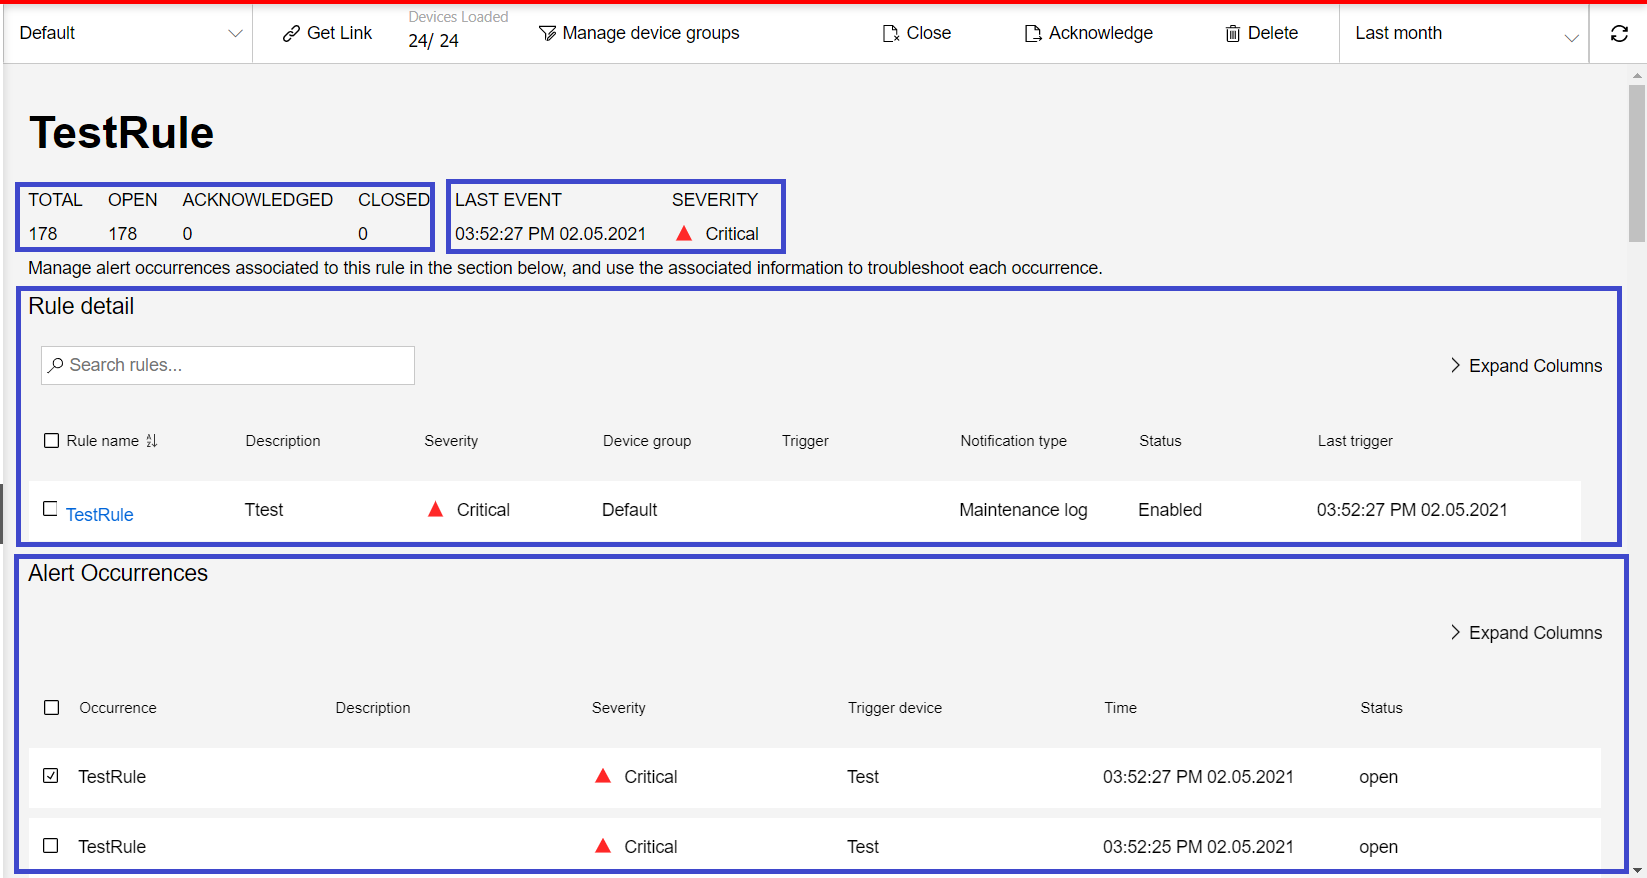 Default Get Link Devices Loaded 24/ 24 Manage device groups Close Acknowledge Delete Last month
TestRule
TOTAL OPEN ACKNOWLEDGED CLOSED LAST EVENT SEVERITY
178 178 0 0 03:52:27 PM 02.05.2021 Critical
Manage alert occurrences associated to this rule in the section below, and use the associated information to troubleshoot each occurrence.
Rule detail
Search rules... Expand Columns
Rule name Description Severity Device group Trigger Notification type Status Last trigger
TestRule Ttest Critical Default Maintenance log Enabled 03:52:27 PM 02.05.2021
Alert Occurrences
Expand Columns
Occurrence Description Severity Trigger device Time Status
TestRule Critical Test 03:52:27 PM 02.05.2021 open
TestRule Critical Test 03:52:25 PM 02.05.2021 open